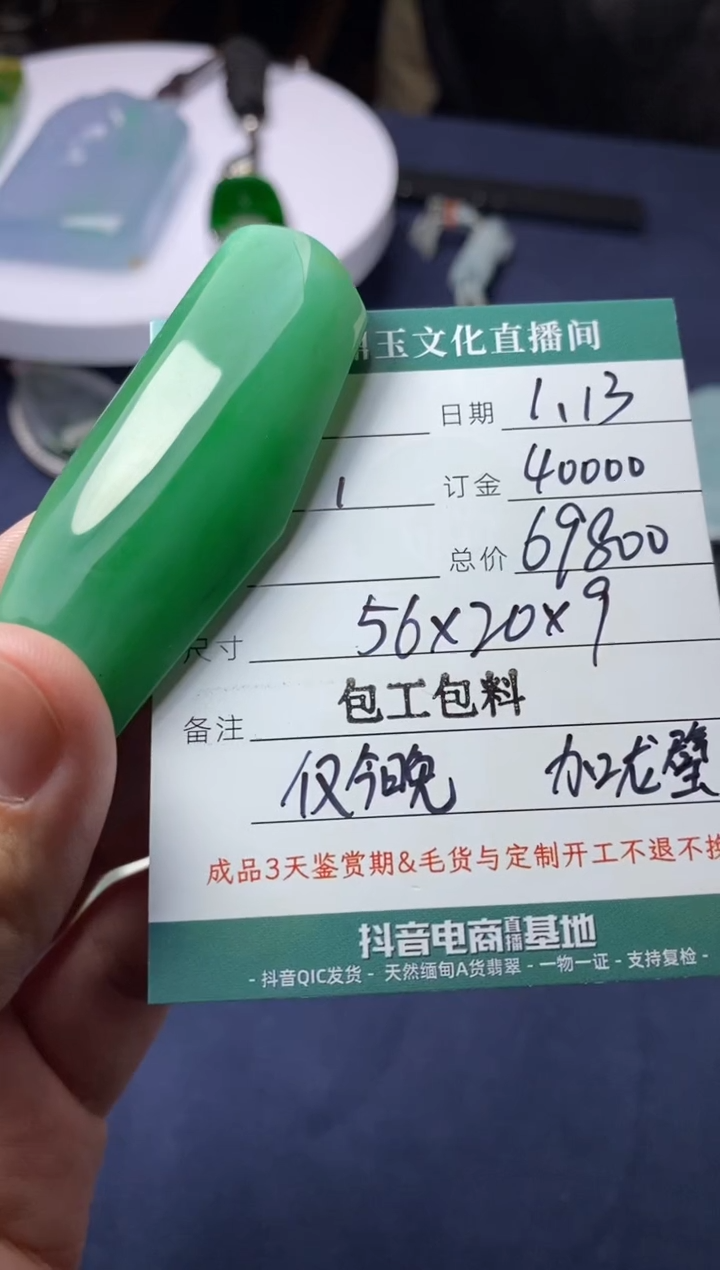 玉文化直播间
日期 1.13
1 订金 40000
总价 69800
尺寸 56×20×9
备注 包工包料
仅今晚 加工龙壁
成品3天鉴赏期&毛货与定制开工不退不换
抖音电商直播基地
- 抖音QIC发货 - 天然缅甸A货翡翠 - 一物一证 - 支持复检 -